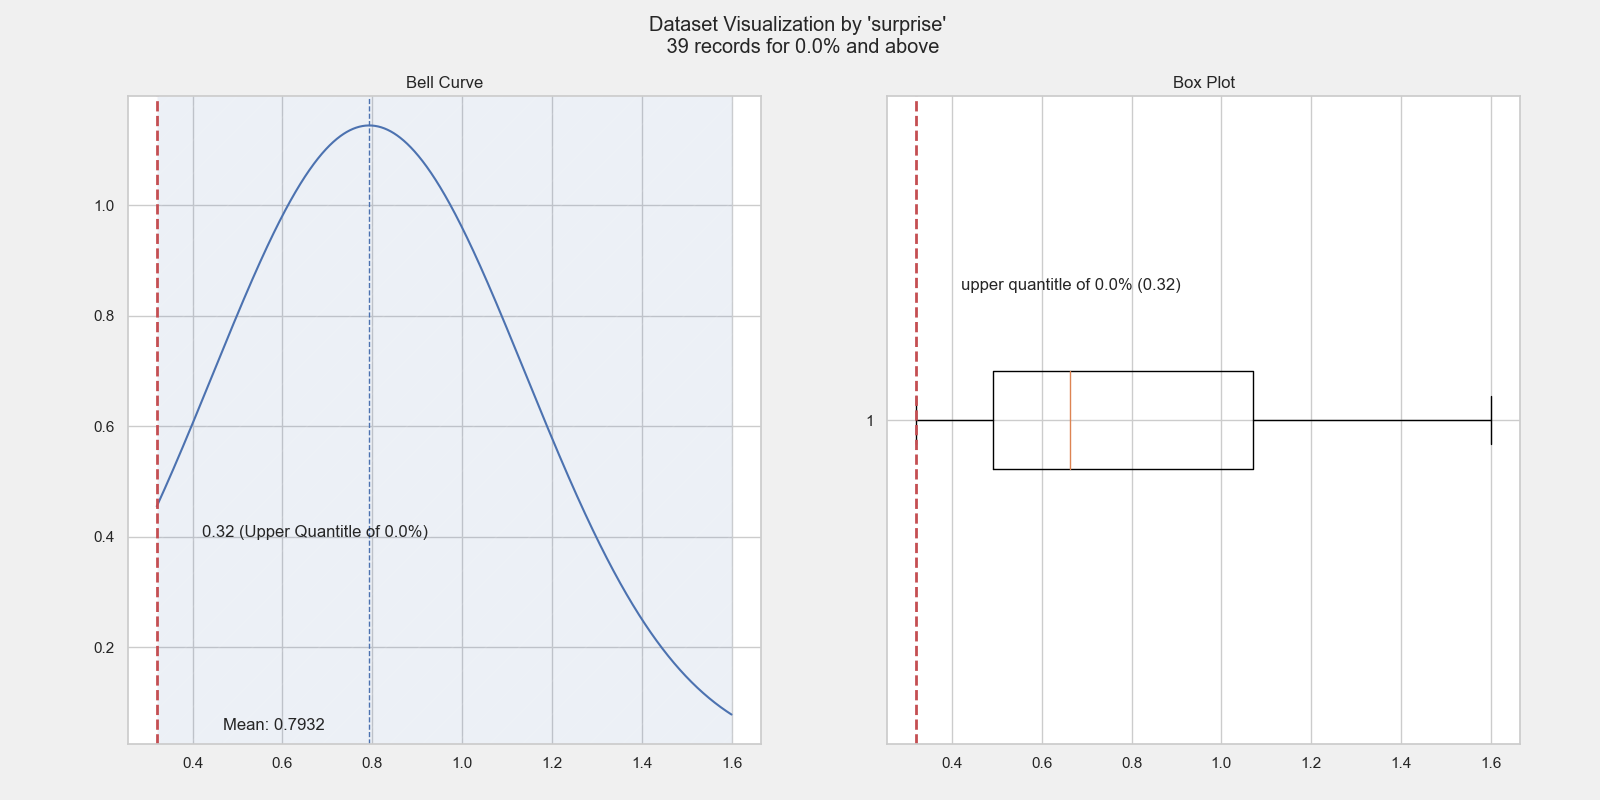 Dataset Visualization by 'surprise'
39 records for 0.0% and above
Bell Curve
1.0
0.8
0.6
0.4
0.2
0.32 (Upper Quantitle of 0.0%)
Mean: 0.7932
0.4 0.6 0.8 1.0 1.2 1.4 1.6
Box Plot
upper quantitle of 0.0% (0.32)
1
0.4 0.6 0.8 1.0 1.2 1.4 1.6